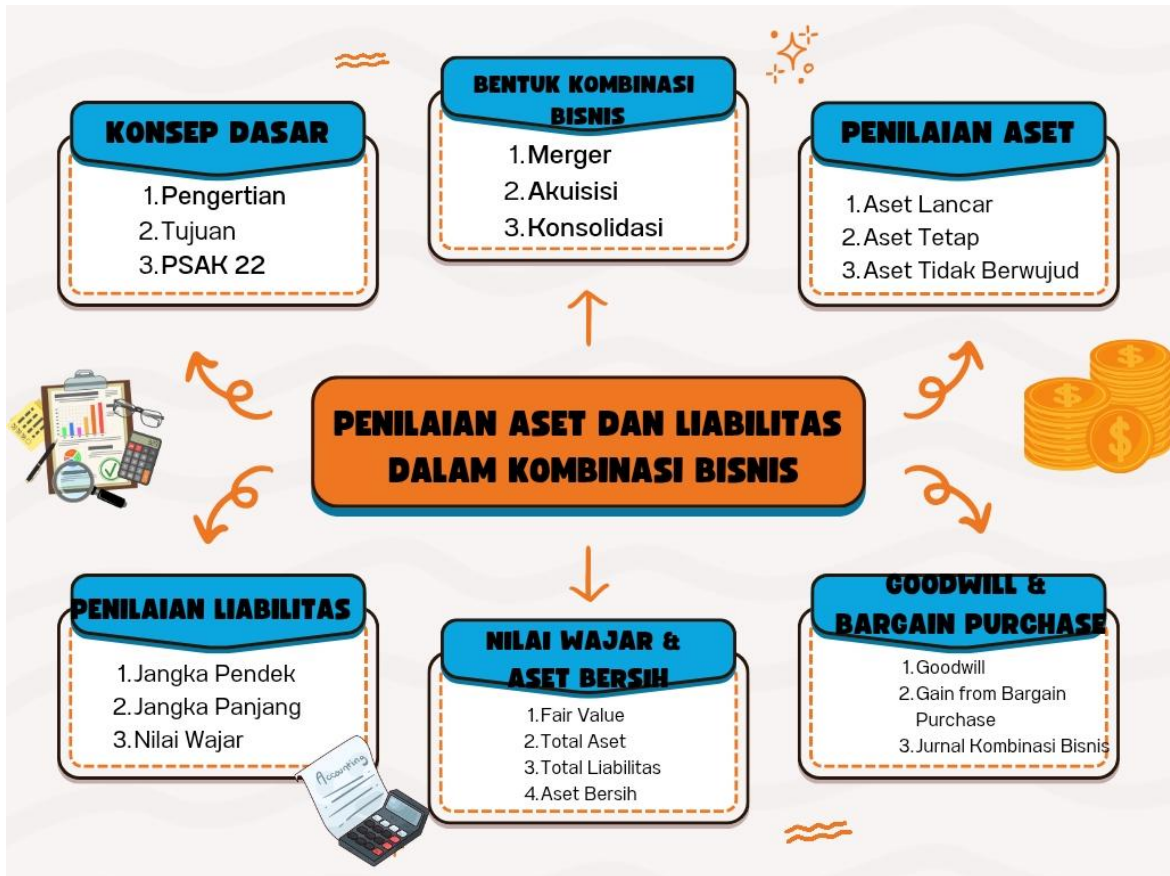 KONSEP DASAR
1. Pengertian
2. Tujuan
3. PSAK 22
BENTUK KOMBINASI
BISNIS
1. Merger
2. Akuisisi
3. Konsolidasi
PENILAIAN ASET
1. Aset Lancar
2. Aset Tetap
3. Aset Tidak Berwujud
PENILAIAN ASET DAN LIABILITAS
DALAM KOMBINASI BISNIS
PENILAIAN LIABILITAS
1. Jangka Pendek
2. Jangka Panjang
3. Nilai Wajar
Accounting
NILAI WAJAR &
ASET BERSIH
1. Fair Value
2. Total Aset
3. Total Liabilitas
4. Aset Bersih
GOODWILL &
BARGAIN PURCHASE
1. Goodwill
2. Gain from Bargain
Purchase
3. Jurnal Kombinasi Bisnis